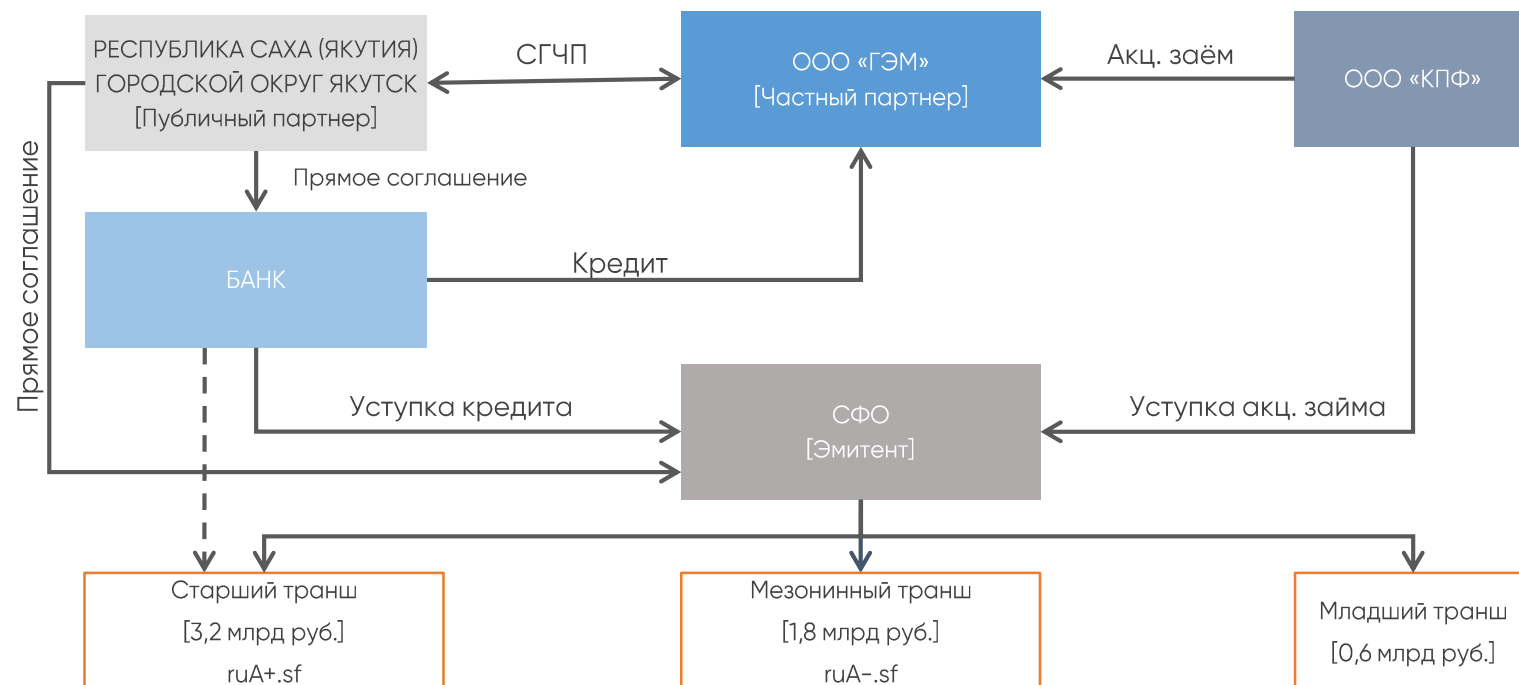 РЕСПУБЛИКА САХА (ЯКУТИЯ)
ГОРОДСКОЙ ОКРУГ ЯКУТСК
[Публичный партнер]
СГЧП
ООО «ГЭМ»
[Частный партнер]
Акц. заём
ООО «КПФ»
Прямое соглашение
Прямое соглашение
БАНК
Кредит
Уступка кредита
СФО
[Эмитент]
Уступка акц. займа
Старший транш
[3,2 млрд руб.]
ruA+.sf
Мезонинный транш
[1,8 млрд руб.]
ruA-.sf
Младший транш
[0,6 млрд руб.]